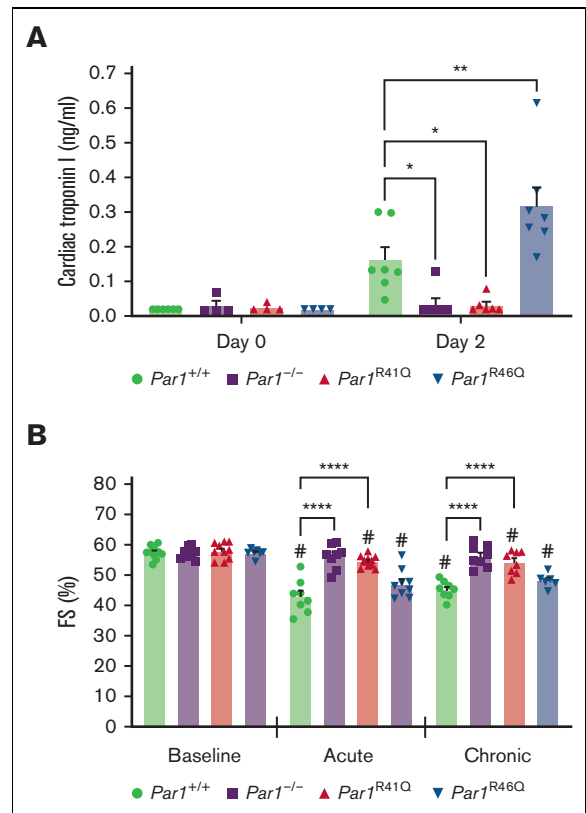 A
Cardiac troponin I (ng/ml)
0.7
0.6
0.5
0.4
0.3
0.2
0.1
0.0
**
*
*
Day 0 Day 2
Par1+/+ Par1−/− Par1R41Q Par1R46Q
B
FS (%)
80
70
60
50
40
30
20
10
0
**** ****
**** ****
# # # # # #
Baseline Acute Chronic
Par1+/+ Par1−/− Par1R41Q Par1R46Q